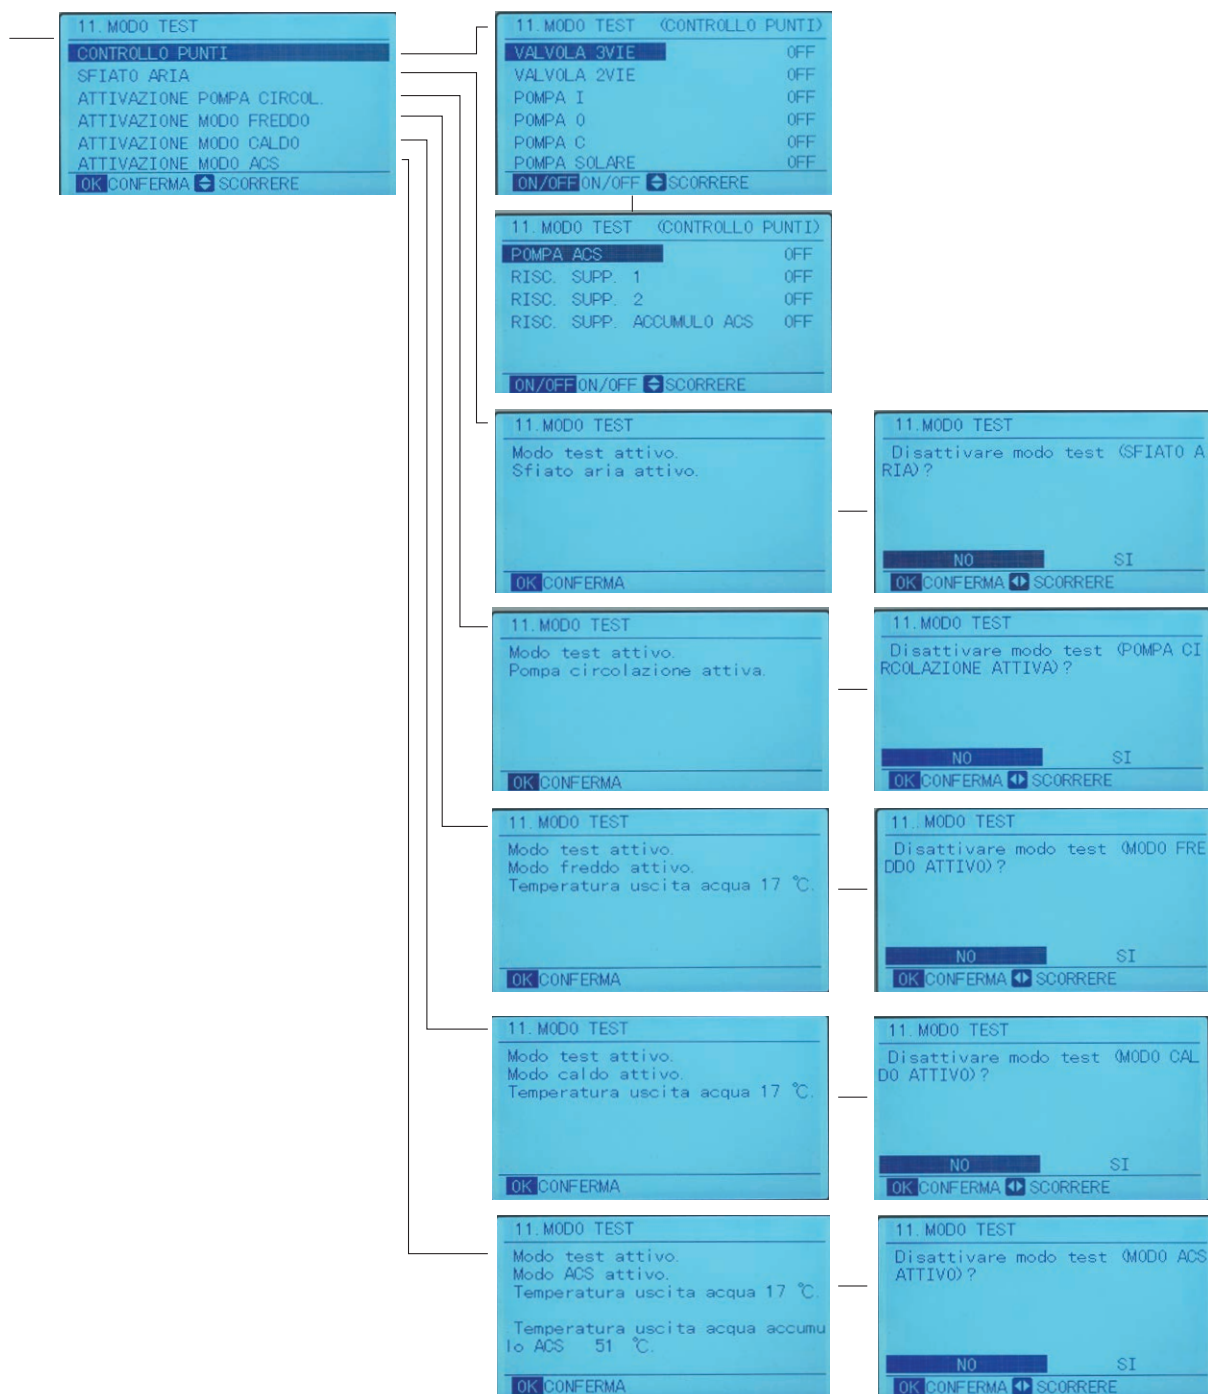 11. MODO TEST
CONTROLLO PUNTI
SFIATO ARIA
ATTIVAZIONE POMPA CIRCOL.
ATTIVAZIONE MODO FREDDO
ATTIVAZIONE MODO CALDO
ATTIVAZIONE MODO ACS
OK CONFERMA SCORRERE
11. MODO TEST (CONTROLLO PUNTI)
VALVOLA 3VIE OFF
VALVOLA 2VIE OFF
POMPA I OFF
POMPA O OFF
POMPA C OFF
POMPA SOLARE OFF
ON/OFF ON/OFF SCORRERE
11. MODO TEST (CONTROLLO PUNTI)
POMPA ACS OFF
RISC. SUPP. 1 OFF
RISC. SUPP. 2 OFF
RISC. SUPP. ACCUMULO ACS OFF
ON/OFF ON/OFF SCORRERE
11. MODO TEST
Modo test attivo.
Sfiato aria attivo.
OK CONFERMA
11. MODO TEST
Disattivare modo test (SFIATO A
RIA)?
NO SI
OK CONFERMA SCORRERE
11. MODO TEST
Modo test attivo.
Pompa circolazione attiva.
OK CONFERMA
11. MODO TEST
Disattivare modo test (POMPA CI
RCOLAZIONE ATTIVA)?
NO SI
OK CONFERMA SCORRERE
11. MODO TEST
Modo test attivo.
Modo freddo attivo.
Temperatura uscita acqua 17 °C.
OK CONFERMA
11. MODO TEST
Disattivare modo test (MODO FRE
DDO ATTIVO)?
NO SI
OK CONFERMA SCORRERE
11. MODO TEST
Modo test attivo.
Modo caldo attivo.
Temperatura uscita acqua 17 °C.
OK CONFERMA
11. MODO TEST
Disattivare modo test (MODO CAL
DO ATTIVO)?
NO SI
OK CONFERMA SCORRERE
11. MODO TEST
Modo test attivo.
Modo ACS attivo.
Temperatura uscita acqua 17 °C.
Temperatura uscita acqua accumu
lo ACS 51 °C.
OK CONFERMA
11. MODO TEST
Disattivare modo test (MODO ACS
ATTIVO)?
NO SI
OK CONFERMA SCORRERE